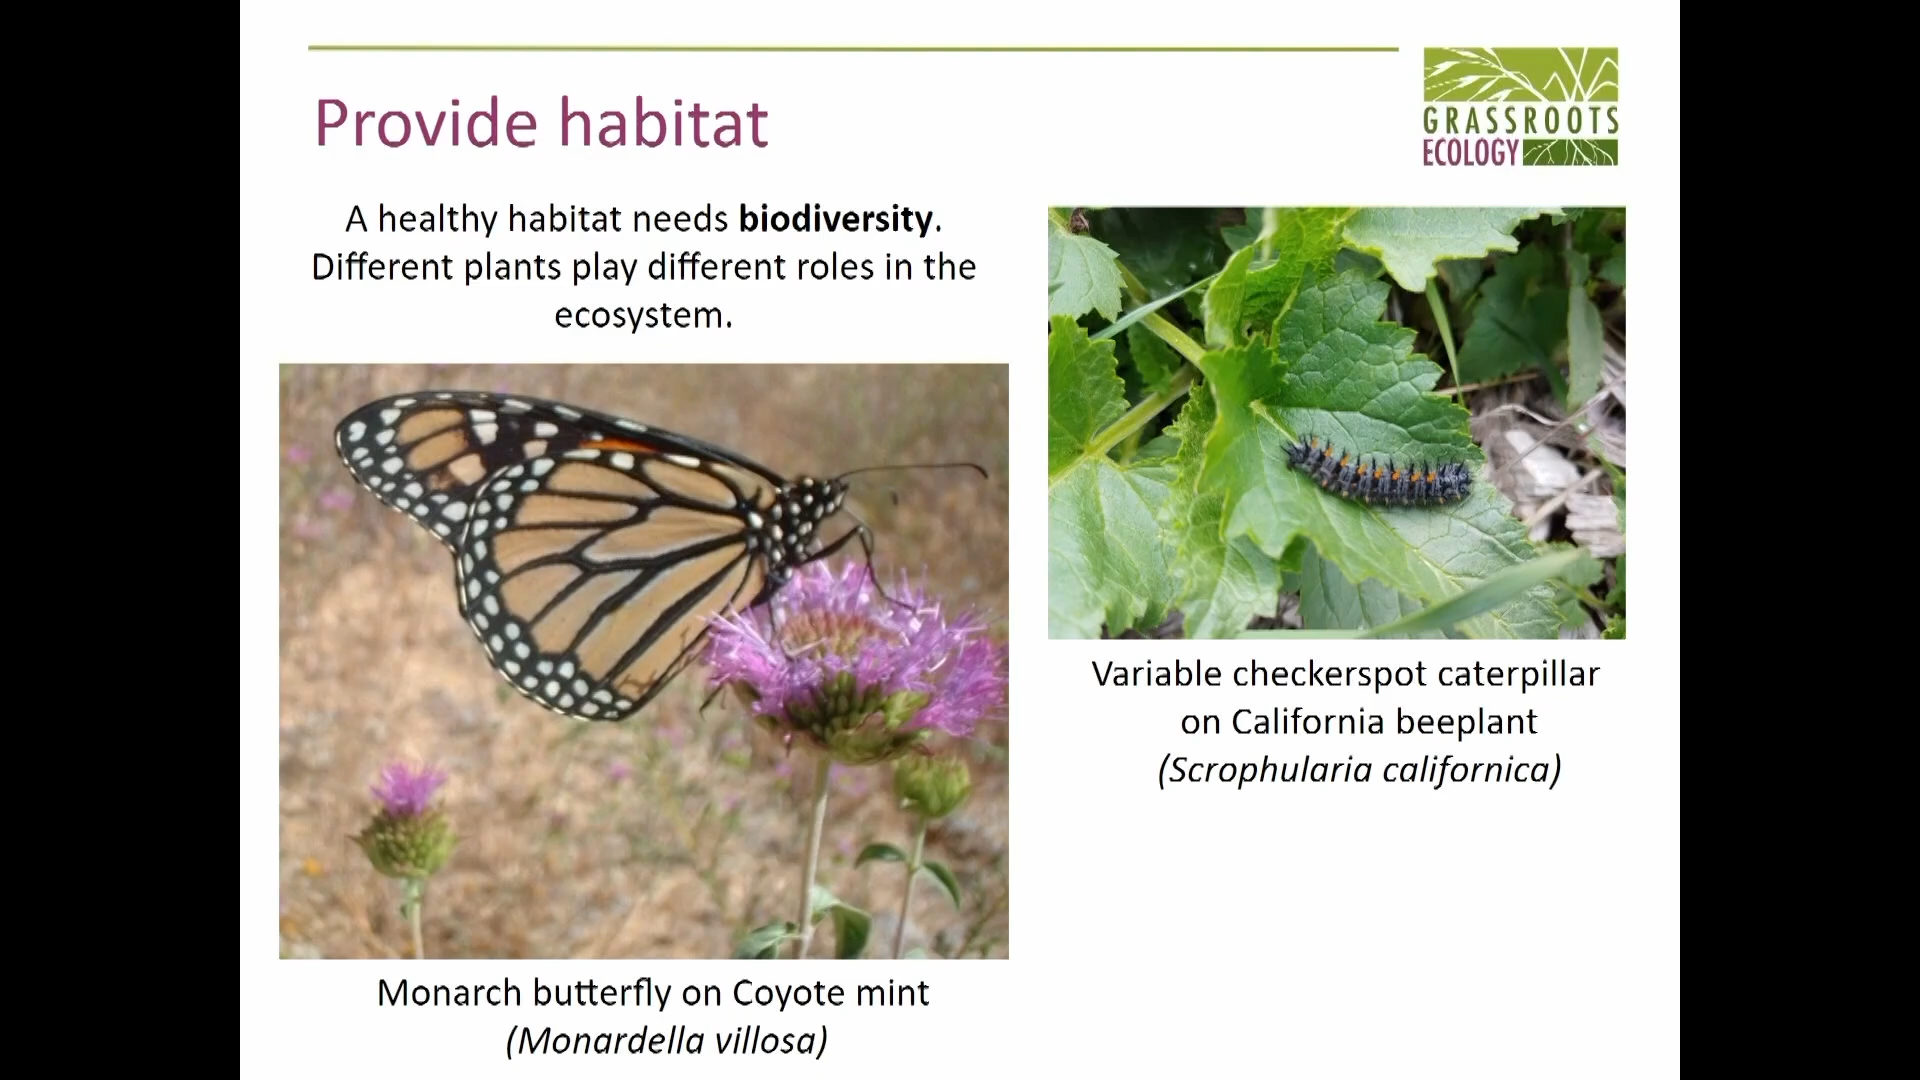 Provide habitat
GRASSROOTS
ECOLOGY
A healthy habitat needs biodiversity.
Different plants play different roles in the
ecosystem.
Variable checkerspot caterpillar
on California beeplant
(Scrophularia californica)
Monarch butterfly on Coyote mint
(Monardella villosa)